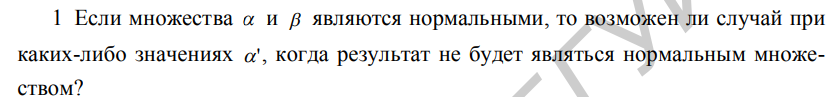 1 Если множества α и β являются нормальными, то возможен ли случай при
каких-либо значениях α', когда результат не будет являться нормальным множе-
ством?